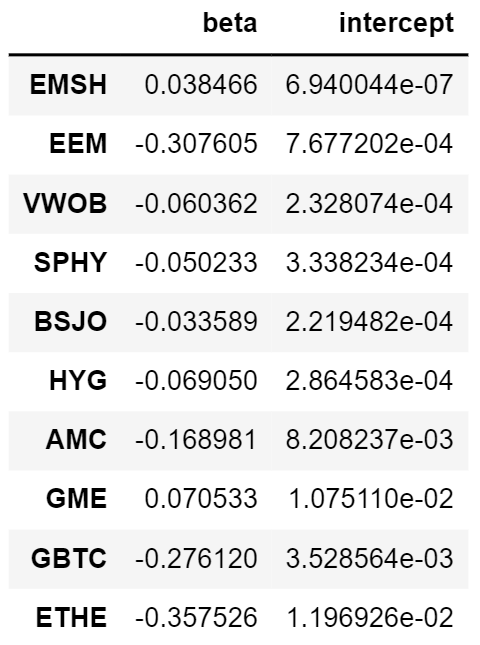 beta intercept
EMSH 0.038466 6.940044e-07
EEM -0.307605 7.677202e-04
VWOB -0.060362 2.328074e-04
SPHY -0.050233 3.338234e-04
BSJO -0.033589 2.219482e-04
HYG -0.069050 2.864583e-04
AMC -0.168981 8.208237e-03
GME 0.070533 1.075110e-02
GBTC -0.276120 3.528564e-03
ETHE -0.357526 1.196926e-02